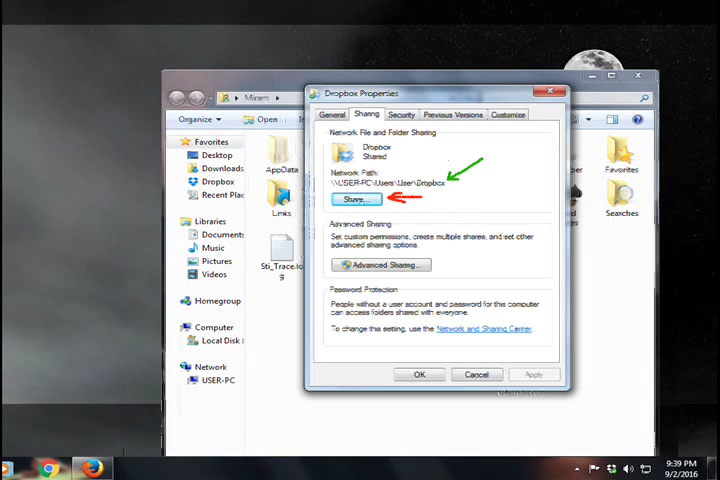 Miram
Dropbox Properties
Organize
Open
General
Sharing
Security
Previous Versions
Customize
Network File and Folder Sharing
Dropbox
Shared
Network Path:
\\USER-PC\Users\User\Dropbox
Share...
Advanced Sharing
Set custom permissions, create multiple shares, and set other
advanced sharing options.
Advanced Sharing...
Password Protection
People without a user account and password for this computer
can access folders shared with everyone.
To change this setting, use the Network and Sharing Center.
OK
Cancel
Apply
Favorites
Desktop
Downloads
Dropbox
Recent Plac
Libraries
Documents
Music
Pictures
Videos
Homegroup
Computer
Local Disk
Network
USER-PC
AppData
Links
Sti_Trace.lo
g
Favorites
Searches
9:39 PM
9/2/2016